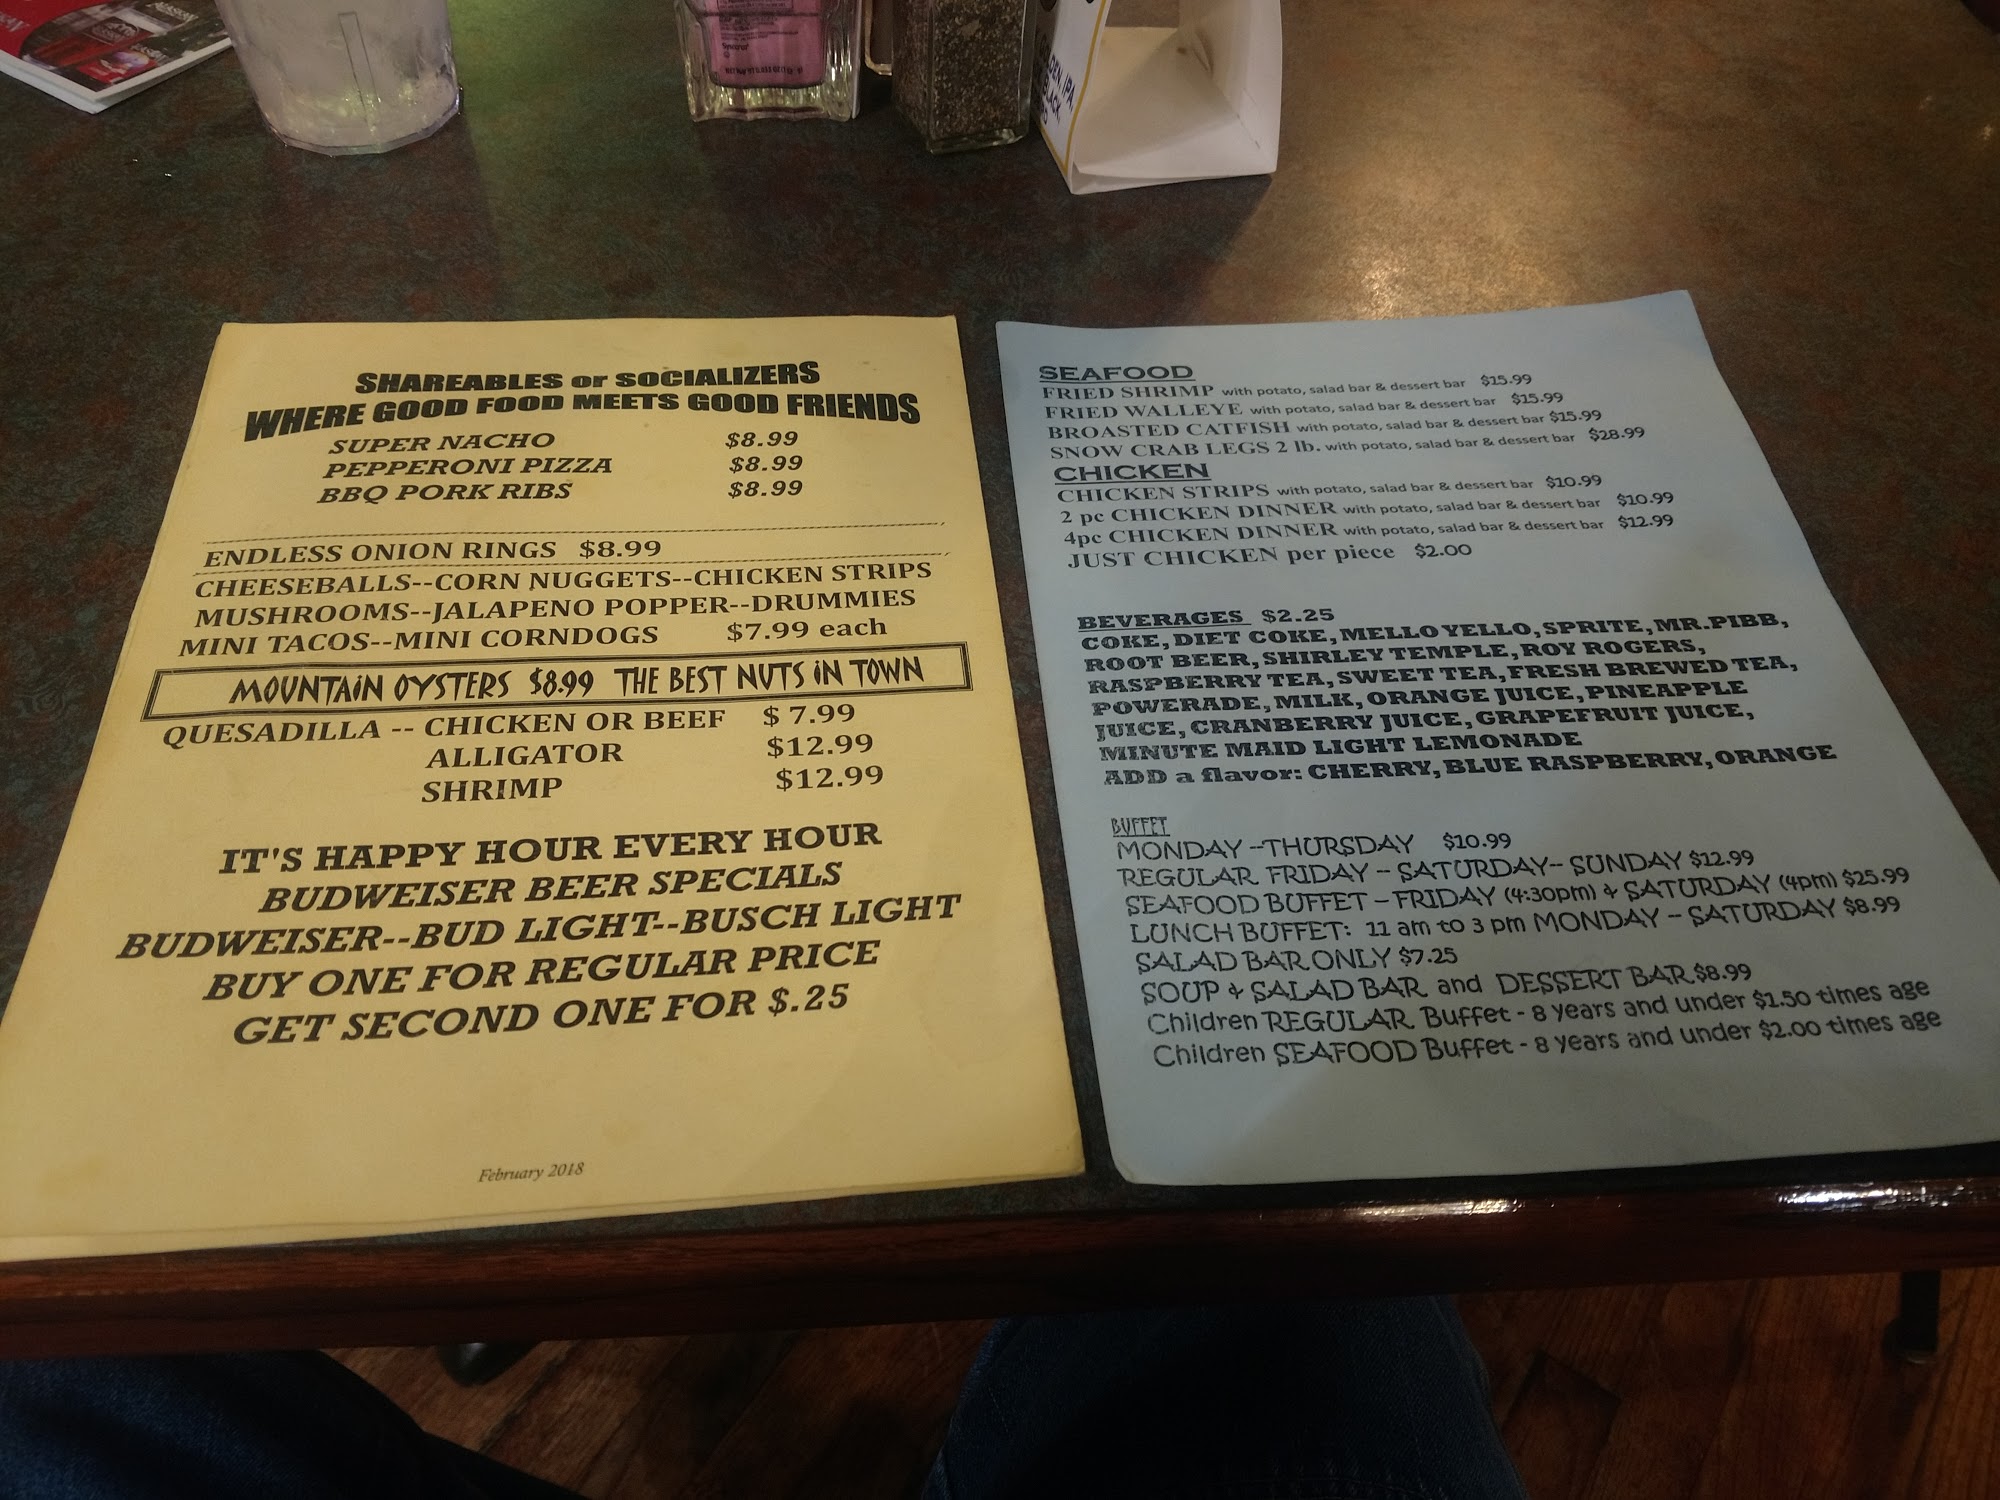 Synature
NET WT 0.035 OZ (1 g)
DEN, IPA,
BLACK,
SHAREABLES or SOCIALIZERS
WHERE GOOD FOOD MEETS GOOD FRIENDS
SUPER NACHO $8.99
PEPPERONI PIZZA $8.99
BBQ PORK RIBS $8.99
ENDLESS ONION RINGS $8.99
CHEESEBALLS--CORN NUGGETS--CHICKEN STRIPS
MUSHROOMS--JALAPENO POPPER--DRUMMIES
MINI TACOS--MINI CORNDOGS $7.99 each
MOUNTAIN OYSTERS $8.99 THE BEST NUTS IN TOWN
QUESADILLA -- CHICKEN OR BEEF $ 7.99
ALLIGATOR $12.99
SHRIMP $12.99
IT'S HAPPY HOUR EVERY HOUR
BUDWEISER BEER SPECIALS
BUDWEISER--BUD LIGHT--BUSCH LIGHT
BUY ONE FOR REGULAR PRICE
GET SECOND ONE FOR $.25
February 2018
SEAFOOD
FRIED SHRIMP with potato, salad bar & dessert bar $15.99
FRIED WALLEYE with potato, salad bar & dessert bar $15.99
BROASTED CATFISH with potato, salad bar & dessert bar $15.99
SNOW CRAB LEGS 2 lb. with potato, salad bar & dessert bar $28.99
CHICKEN
CHICKEN STRIPS with potato, salad bar & dessert bar $10.99
2 pc CHICKEN DINNER with potato, salad bar & dessert bar $10.99
4pc CHICKEN DINNER with potato, salad bar & dessert bar $12.99
JUST CHICKEN per piece $2.00
BEVERAGES $2.25
COKE, DIET COKE, MELLO YELLO, SPRITE, MR.PIBB,
ROOT BEER, SHIRLEY TEMPLE, ROY ROGERS,
RASPBERRY TEA, SWEET TEA, FRESH BREWED TEA,
POWERADE, MILK, ORANGE JUICE, PINEAPPLE
JUICE, CRANBERRY JUICE, GRAPEFRUIT JUICE,
MINUTE MAID LIGHT LEMONADE
ADD a flavor: CHERRY, BLUE RASPBERRY, ORANGE
BUFFET
MONDAY --THURSDAY $10.99
REGULAR FRIDAY -- SATURDAY-- SUNDAY $12.99
SEAFOOD BUFFET -- FRIDAY (4:30pm) & SATURDAY (4pm) $25.99
LUNCH BUFFET: 11 am to 3 pm MONDAY -- SATURDAY $8.99
SALAD BAR ONLY $7.25
SOUP & SALAD BAR and DESSERT BAR $8.99
Children REGULAR Buffet - 8 years and under $1.50 times age
Children SEAFOOD Buffet - 8 years and under $2.00 times age